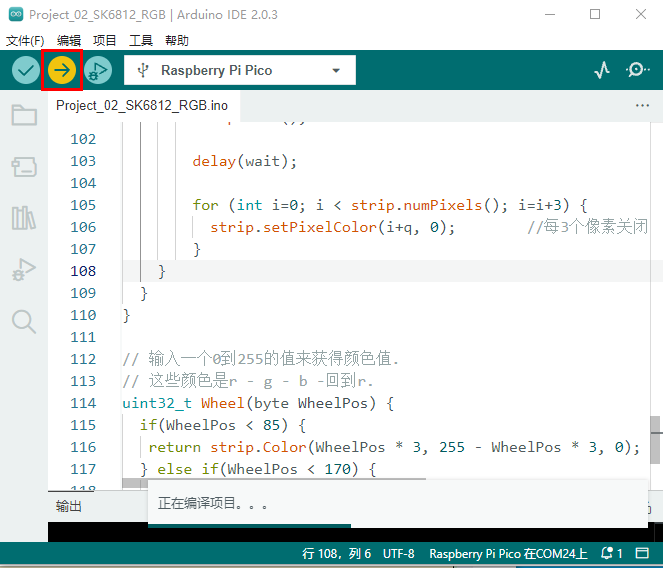 Project_02_SK6812_RGB | Arduino IDE 2.0.3
文件(F) 编辑 项目 工具 帮助
Raspberry Pi Pico
Project_02_SK6812_RGB.ino
102
103 delay(wait);
104
105 for (int i=0; i < strip.numPixels(); i=i+3) {
106 strip.setPixelColor(i+q, 0); //每3个像素关闭
107 }
108 }
109 }
110 }
111
112 // 输入一个0到255的值来获得颜色值.
113 // 这些颜色是r - g - b -回到r.
114 uint32_t Wheel(byte WheelPos) {
115 if(WheelPos < 85) {
116 return strip.Color(WheelPos * 3, 255 - WheelPos * 3, 0);
117 } else if(WheelPos < 170) {
输出
正在编译项目。。。
行 108，列 6 UTF-8 Raspberry Pi Pico 在COM24上 1